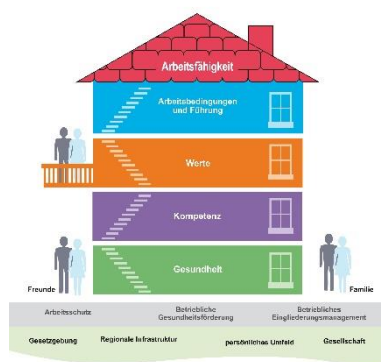 Arbeitsfähigkeit
Arbeitsbedingungen
und Führung
Werte
Kompetenz
Gesundheit
Freunde
Familie
Arbeitsschutz
Betriebliche
Gesundheitsförderung
Betriebliches
Eingliederungsmanagement
Gesetzgebung
Regionale Infrastruktur
persönliches Umfeld
Gesellschaft